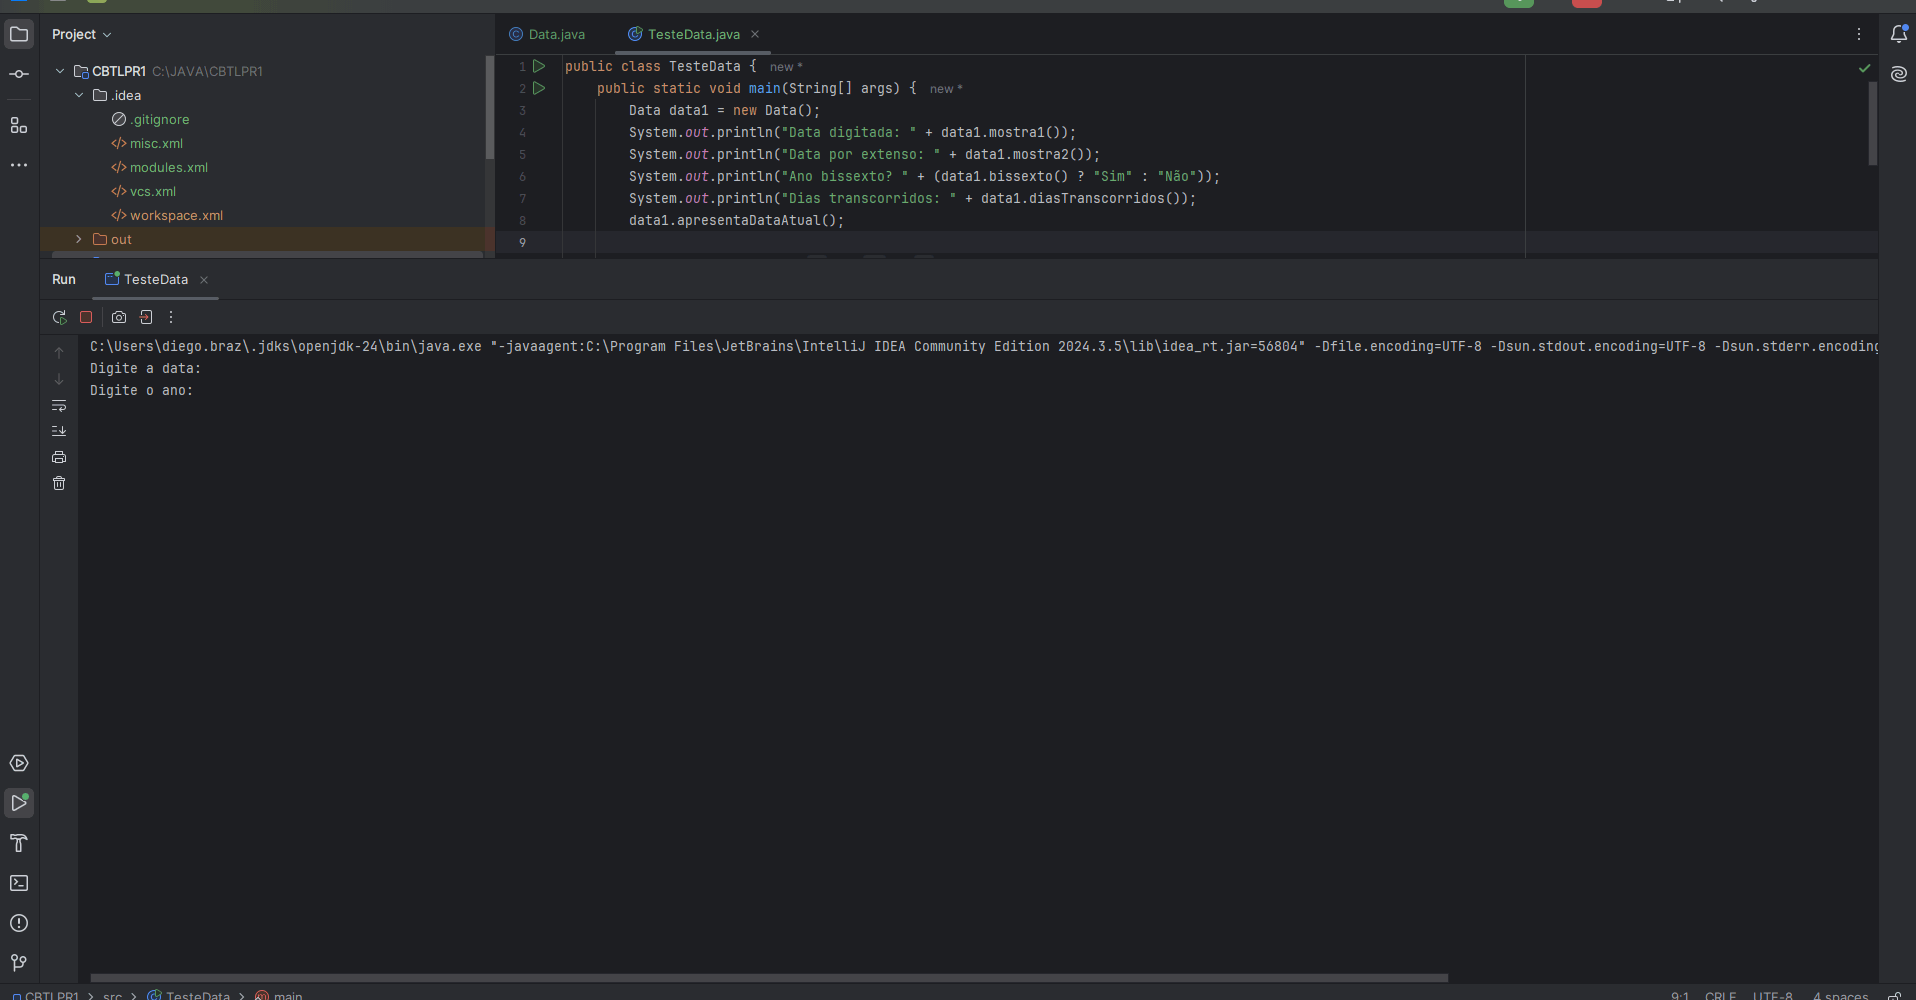 Project
Data.java
TesteData.java
CBTLPR1 C:\JAVA\CBTLPR1
.idea
.gitignore
misc.xml
modules.xml
vcs.xml
workspace.xml
out
1 public class TesteData { new *
2 public static void main(String[] args) { new *
3 Data data1 = new Data();
4 System.out.println("Data digitada: " + data1.mostra1());
5 System.out.println("Data por extenso: " + data1.mostra2());
6 System.out.println("Ano bissexto? " + (data1.bissexto() ? "Sim" : "Não"));
7 System.out.println("Dias transcorridos: " + data1.diasTranscorridos());
8 data1.apresentaDataAtual();
9
Run TesteData
C:\Users\diego.braz\.jdks\openjdk-24\bin\java.exe "-javaagent:C:\Program Files\JetBrains\IntelliJ IDEA Community Edition 2024.3.5\lib\idea_rt.jar=56804" -Dfile.encoding=UTF-8 -Dsun.stdout.encoding=UTF-8 -Dsun.stderr.encoding
Digite a data:
Digite o ano:
CBTLPR1 > src > TesteData > main
9:1 CRLF UTF-8 4 spaces